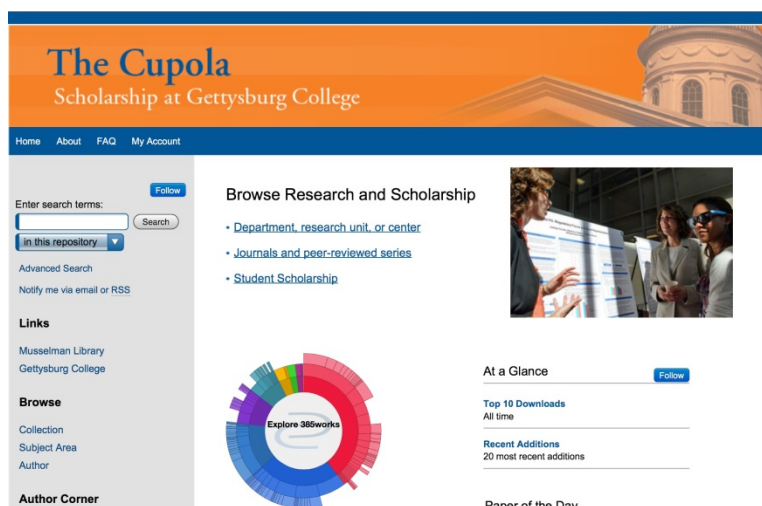 The Cupola
Scholarship at Gettysburg College
Home About FAQ My Account
Follow
Enter search terms:
Search
in this repository
Advanced Search
Notify me via email or RSS
Links
Musselman Library
Gettysburg College
Browse
Collection
Subject Area
Author
Author Corner
Browse Research and Scholarship
• Department, research unit, or center
• Journals and peer-reviewed series
• Student Scholarship
Explore 385works
At a Glance
Follow
Top 10 Downloads
All time
Recent Additions
20 most recent additions
Paper of the Day